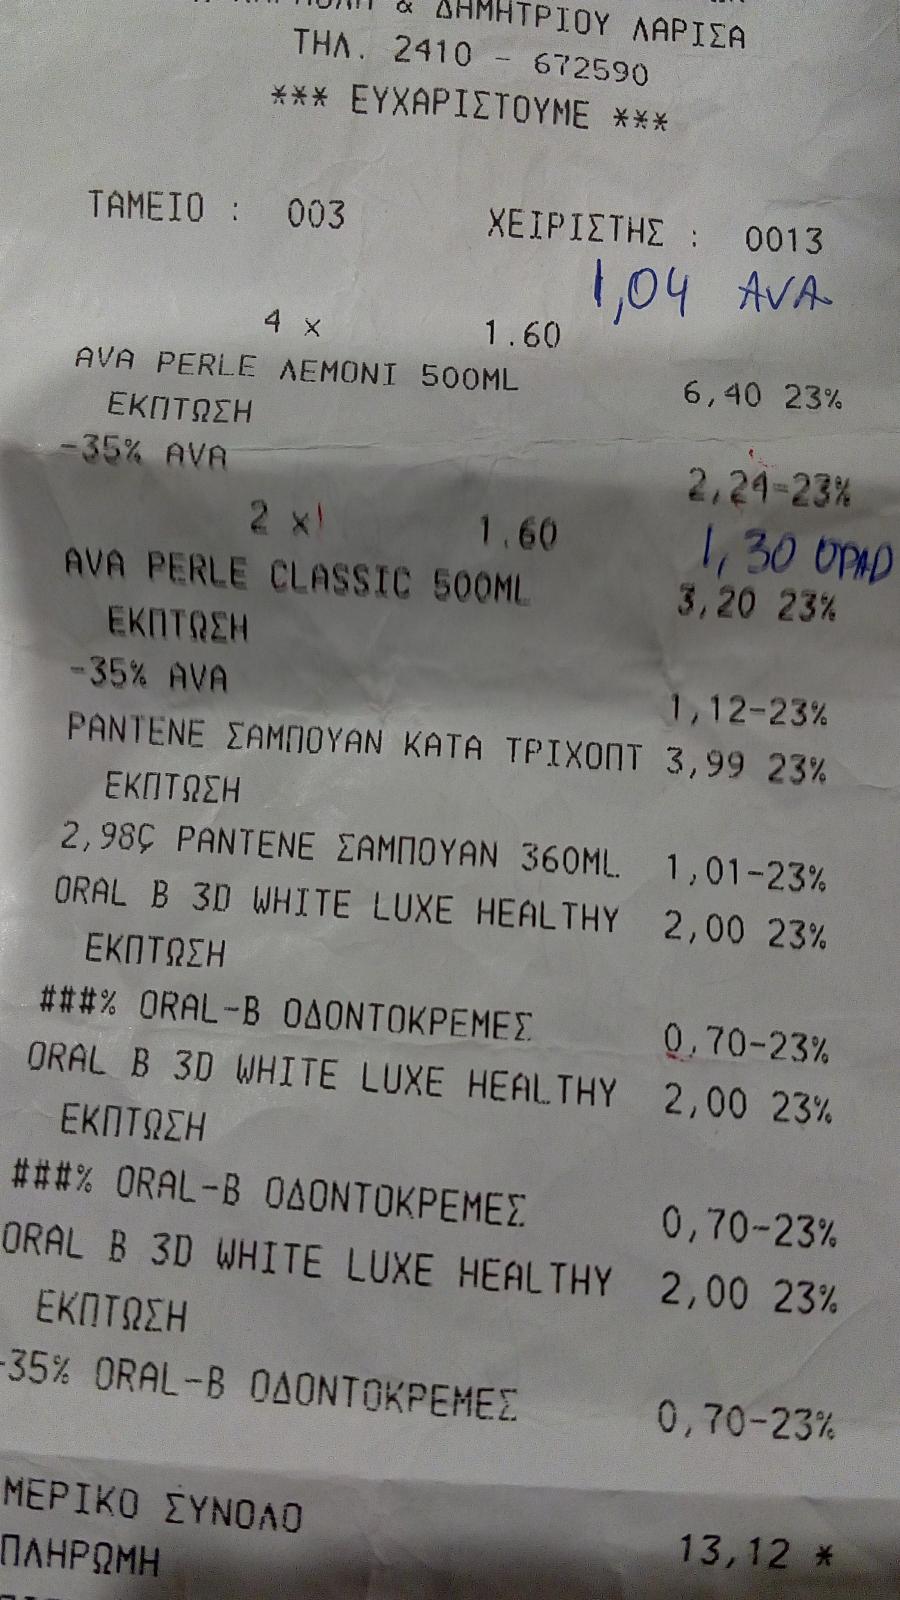 & ΔΗΜΗΤΡΙΟΥ ΛΑΡΙΣΑ
ΤΗΛ. 2410 - 672590
*** ΕΥΧΑΡΙΣΤΟΥΜΕ ***
ΤΑΜΕΙΟ : 003 ΧΕΙΡΙΣΤΗΣ : 0013
1,04 AVA
4 x 1.60
AVA PERLE ΛΕΜΟΝΙ 500ML 6,40 23%
ΕΚΠΤΩΣΗ
-35% AVA 2,24-23%
2 x 1.60
1,30 ΟΡΑΛ
AVA PERLE CLASSIC 500ML 3,20 23%
ΕΚΠΤΩΣΗ
-35% AVA 1,12-23%
PANTENE ΣΑΜΠΟΥΑΝ ΚΑΤΑ ΤΡΙΧΟΠΤ 3,99 23%
ΕΚΠΤΩΣΗ
2,98Ç PANTENE ΣΑΜΠΟΥΑΝ 360ML 1,01-23%
ORAL B 3D WHITE LUXE HEALTHY 2,00 23%
ΕΚΠΤΩΣΗ
###% ORAL-B ΟΔΟΝΤΟΚΡΕΜΕΣ 0,70-23%
ORAL B 3D WHITE LUXE HEALTHY 2,00 23%
ΕΚΠΤΩΣΗ
###% ORAL-B ΟΔΟΝΤΟΚΡΕΜΕΣ 0,70-23%
ORAL B 3D WHITE LUXE HEALTHY 2,00 23%
ΕΚΠΤΩΣΗ
-35% ORAL-B ΟΔΟΝΤΟΚΡΕΜΕΣ 0,70-23%
ΜΕΡΙΚΟ ΣΥΝΟΛΟ 13,12 *
ΠΛΗΡΩΜΗ